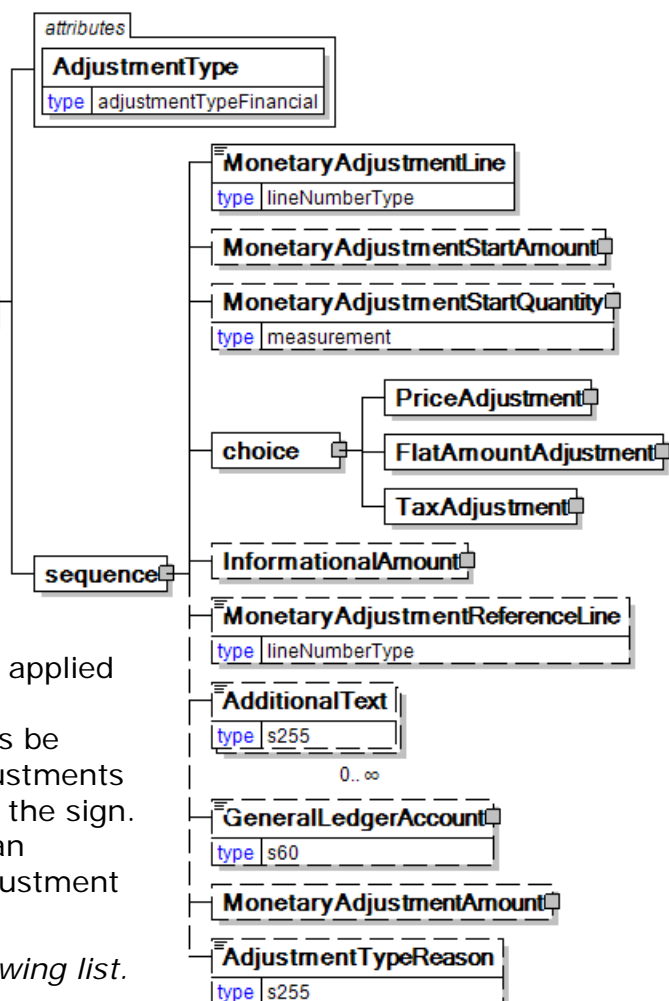 attributes
AdjustmentType
type adjustmentTypeFinancial
MonetaryAdjustmentLine
type lineNumberType
MonetaryAdjustmentStartAmount
MonetaryAdjustmentStartQuantity
type measurement
choice
PriceAdjustment
FlatAmountAdjustment
TaxAdjustment
sequence
InformationalAmount
MonetaryAdjustmentReferenceLine
type lineNumberType
AdditionalText
type s255
0.. ∞
GeneralLedgerAccount
type s60
MonetaryAdjustmentAmount
AdjustmentTypeReason
type s255
applied
s be
ustments
the sign.
an
justment
wing list.